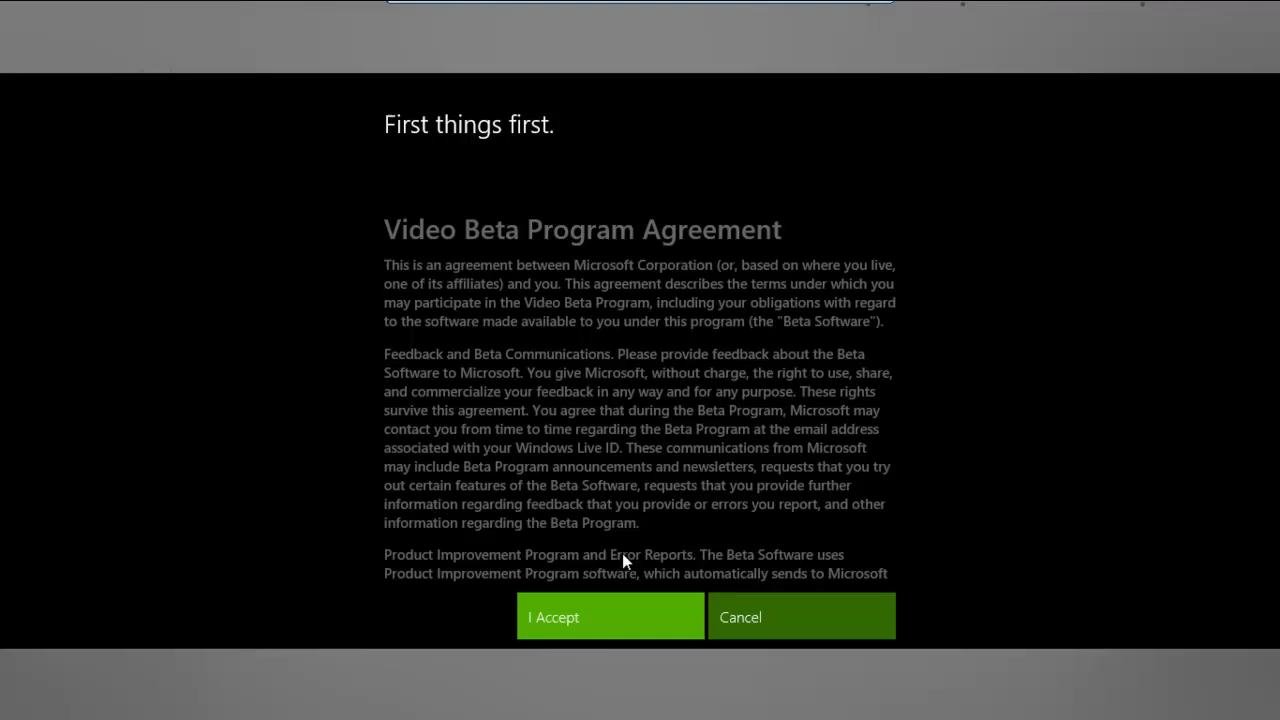 First things first.
Video Beta Program Agreement
This is an agreement between Microsoft Corporation (or, based on where you live,
one of its affiliates) and you. This agreement describes the terms under which you
may participate in the Video Beta Program, including your obligations with regard
to the software made available to you under this program (the "Beta Software").
Feedback and Beta Communications. Please provide feedback about the Beta
Software to Microsoft. You give Microsoft, without charge, the right to use, share,
and commercialize your feedback in any way and for any purpose. These rights
survive this agreement. You agree that during the Beta Program, Microsoft may
contact you from time to time regarding the Beta Program at the email address
associated with your Windows Live ID. These communications from Microsoft
may include Beta Program announcements and newsletters, requests that you try
out certain features of the Beta Software, requests that you provide further
information regarding feedback that you provide or errors you report, and other
information regarding the Beta Program.
Product Improvement Program and Error Reports. The Beta Software uses
Product Improvement Program software, which automatically sends to Microsoft
I Accept
Cancel